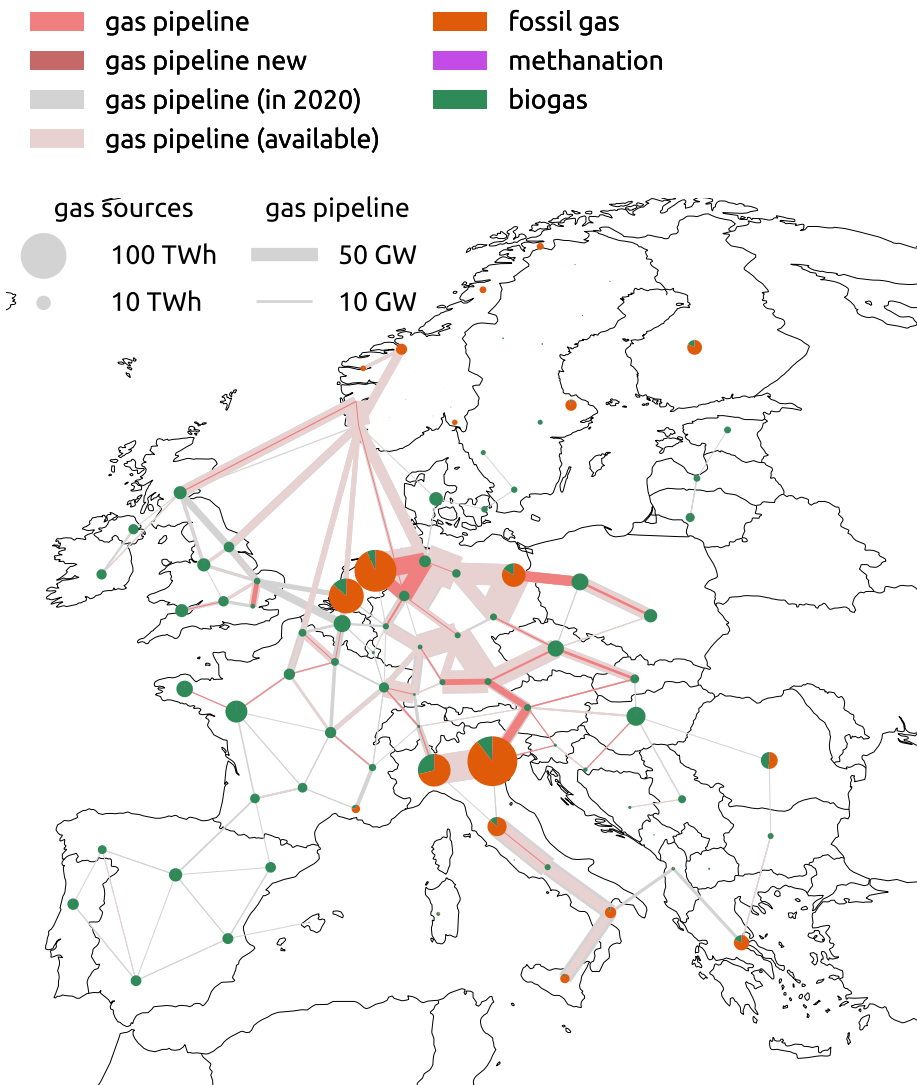 gas pipeline
gas pipeline new
gas pipeline (in 2020)
gas pipeline (available)
fossil gas
methanation
biogas
gas sources
100 TWh
10 TWh
gas pipeline
50 GW
10 GW